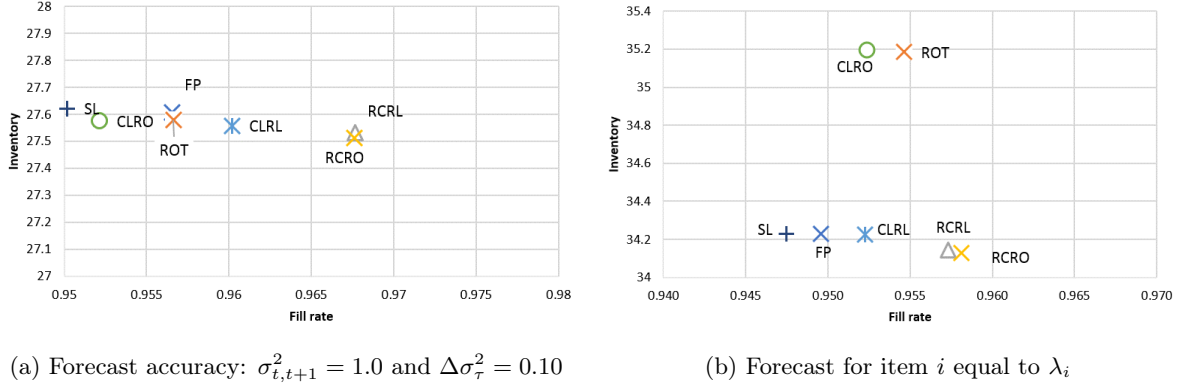 28
27.9
27.8
27.7
27.6
27.5
27.4
27.3
27.2
27.1
27
Inventory
SL
CLRO
FP
ROT
CLRL
RCRL
RCRO
0.95 0.955 0.96 0.965 0.97 0.975 0.98
Fill rate
(a) Forecast accuracy: σ²ₜ,ₜ₊₁ = 1.0 and Δσ²_τ = 0.10
35.4
35.2
35
34.8
34.6
34.4
34.2
34
Inventory
CLRO
ROT
SL
FP
CLRL
RCRL
RCRO
0.940 0.945 0.950 0.955 0.960 0.965 0.970
Fill rate
(b) Forecast for item i equal to λᵢ